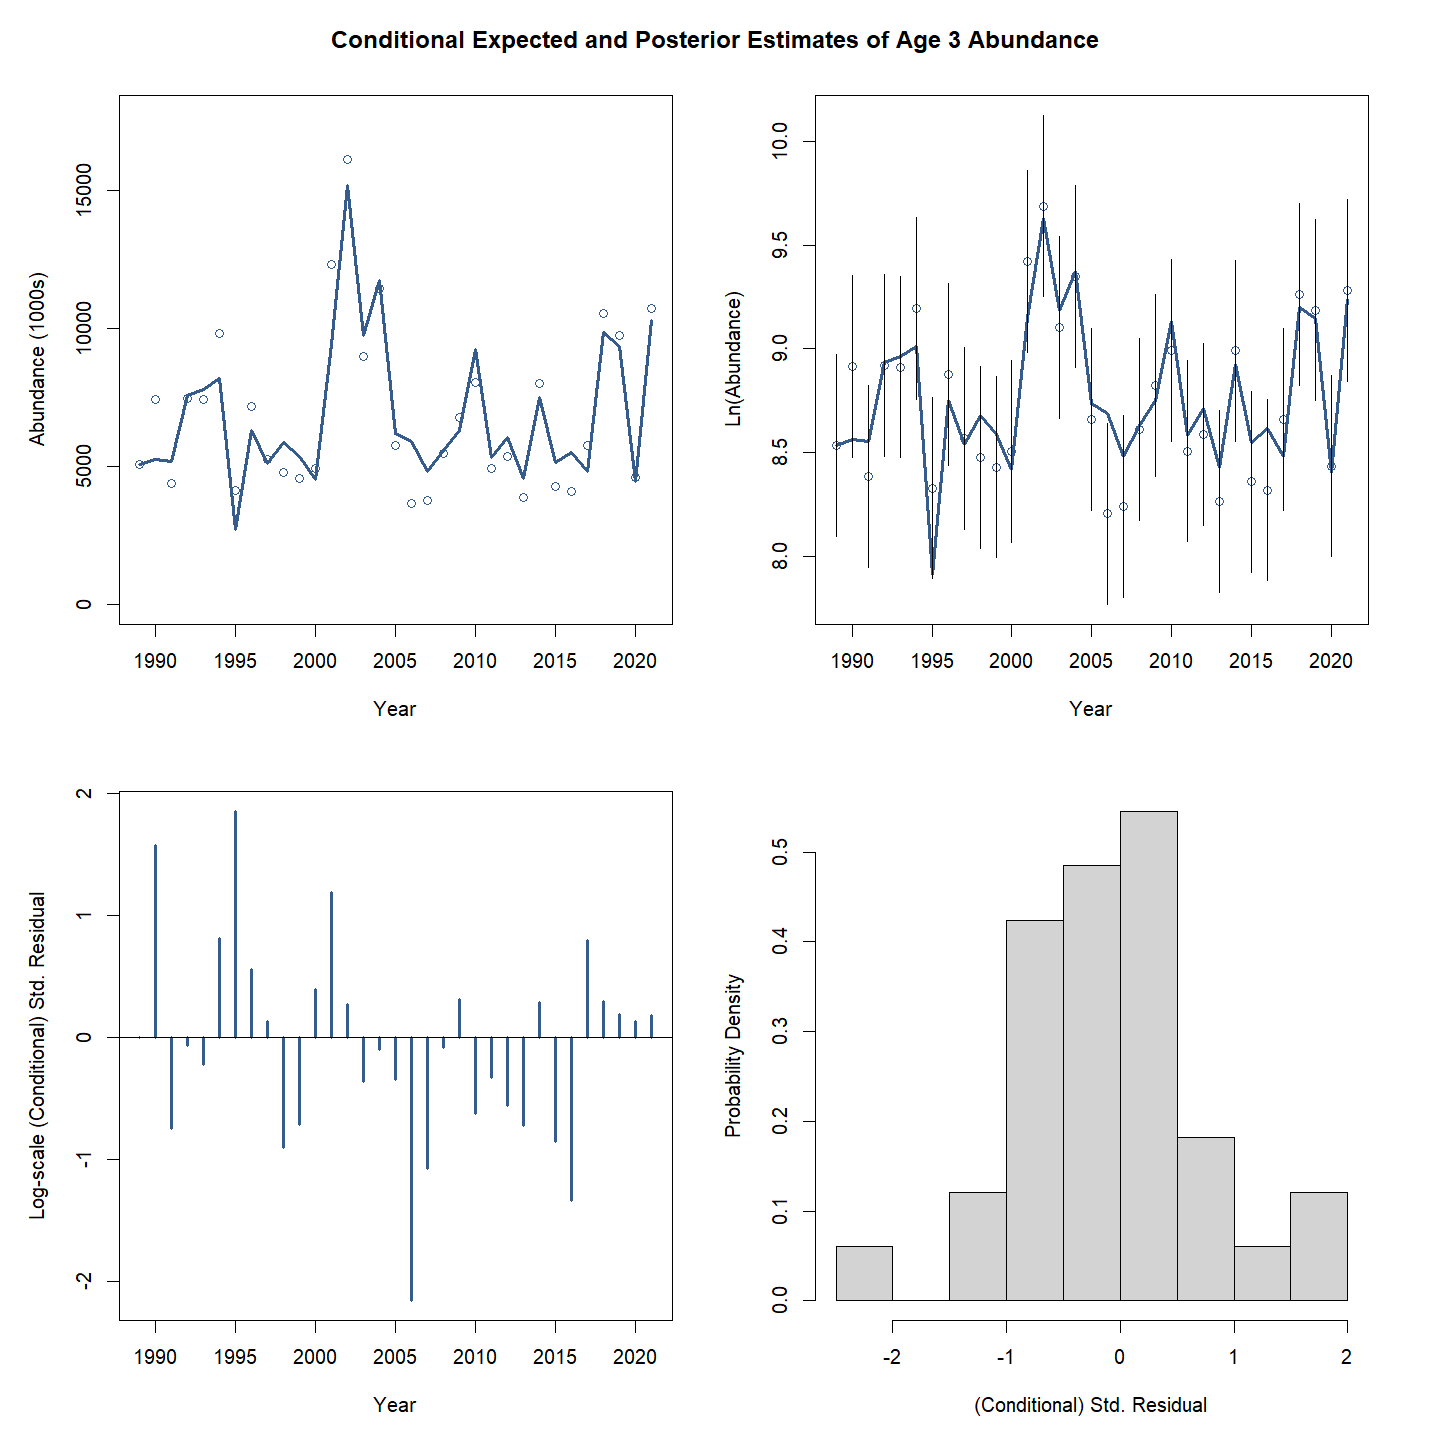 Conditional Expected and Posterior Estimates of Age 3 Abundance
Abundance (1000s)
0
5000
10000
15000
1990 1995 2000 2005 2010 2015 2020
Year
Ln(Abundance)
8.0
8.5
9.0
9.5
10.0
1990 1995 2000 2005 2010 2015 2020
Year
Log-scale (Conditional) Std. Residual
-2
-1
0
1
2
1990 1995 2000 2005 2010 2015 2020
Year
Probability Density
0.0
0.1
0.2
0.3
0.4
0.5
-2 -1 0 1 2
(Conditional) Std. Residual